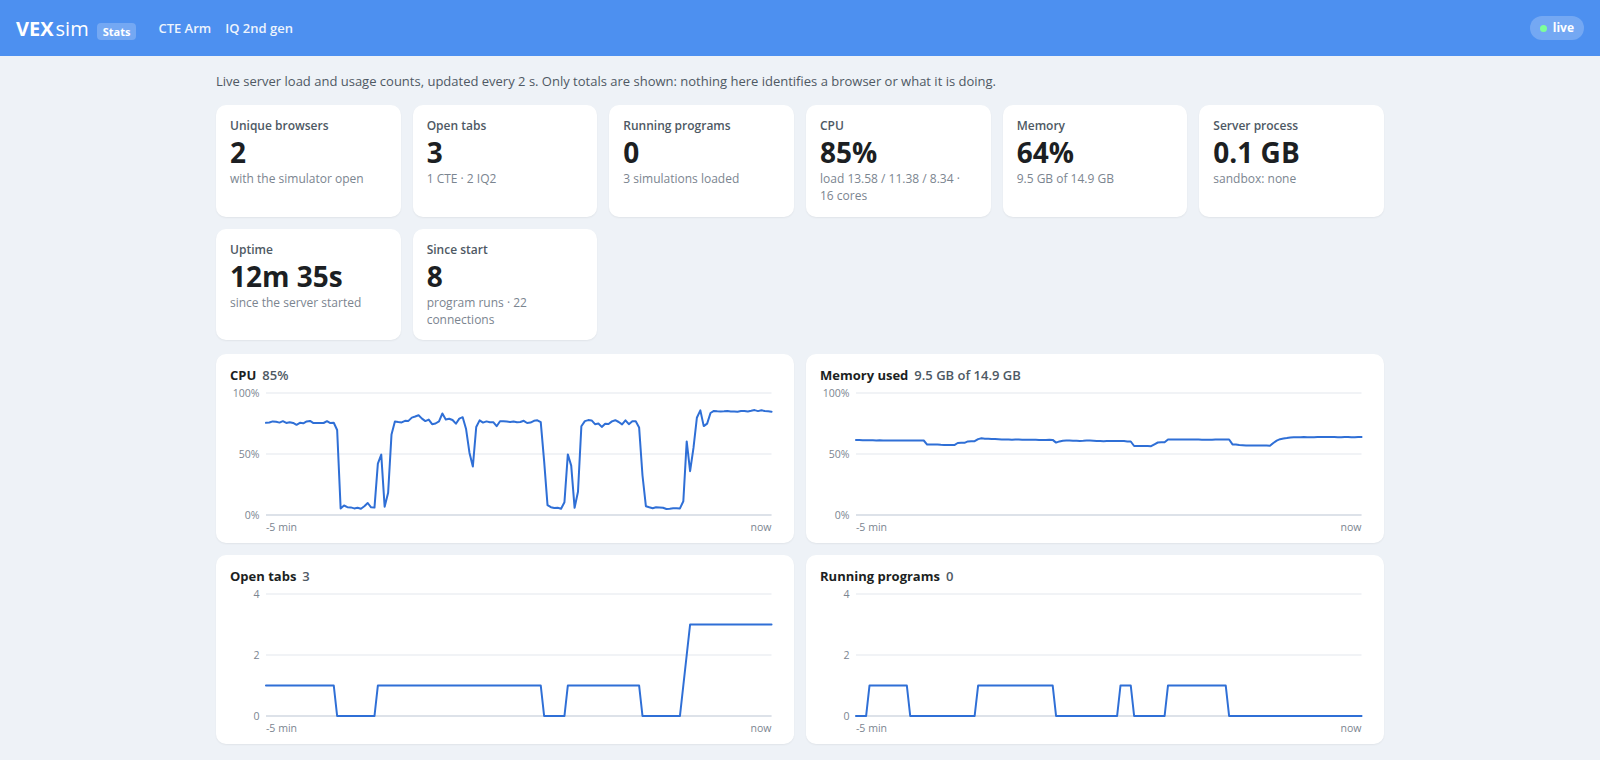 VEXsim Stats CTE Arm IQ 2nd gen live
Live server load and usage counts, updated every 2 s. Only totals are shown: nothing here identifies a browser or what it is doing.
Unique browsers
2
with the simulator open
Open tabs
3
1 CTE · 2 IQ2
Running programs
0
3 simulations loaded
CPU
85%
load 13.58 / 11.38 / 8.34 ·
16 cores
Memory
64%
9.5 GB of 14.9 GB
Server process
0.1 GB
sandbox: none
Uptime
12m 35s
since the server started
Since start
8
program runs · 22
connections
CPU 85%
100%
50%
0%
-5 min now
Memory used 9.5 GB of 14.9 GB
100%
50%
0%
-5 min now
Open tabs 3
4
2
0
-5 min now
Running programs 0
4
2
0
-5 min now